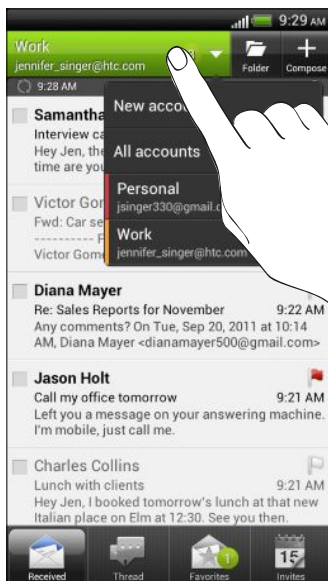 9:29 AM
Work
jennifer_singer@htc.com
Folder
Compose
9:28 AM
New
All accounts
Personal
jsinger330@gmail.c
Work
jennifer_singer@htc.com
Samantha
Interview ca
Hey Jen, the
time are you
Victor Gor
Fwd: Car se
----------
Victor Gom
Diana Mayer
Re: Sales Reports for November 9:22 AM
Any comments? On Tue, Sep 20, 2011 at 10:14
AM, Diana Mayer <dianamayer500@gmail.com>
Jason Holt
Call my office tomorrow 9:21 AM
Left you a message on your answering machine.
I'm mobile, just call me.
Charles Collins
Lunch with clients 9:21 AM
Hey Jen, I booked tomorrow's lunch at that new
Italian place on Elm at 12:30. See you then.
1
15
Received
Thread
Favorites
Invites